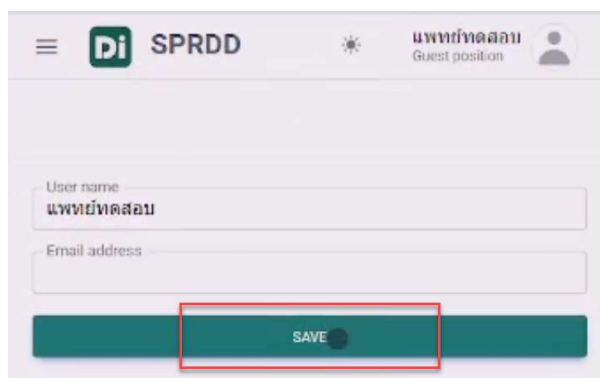 Di SPRDD
แพทย์ทดสอบ
Guest position
User name
แพทย์ทดสอบ
Email address
SAVE